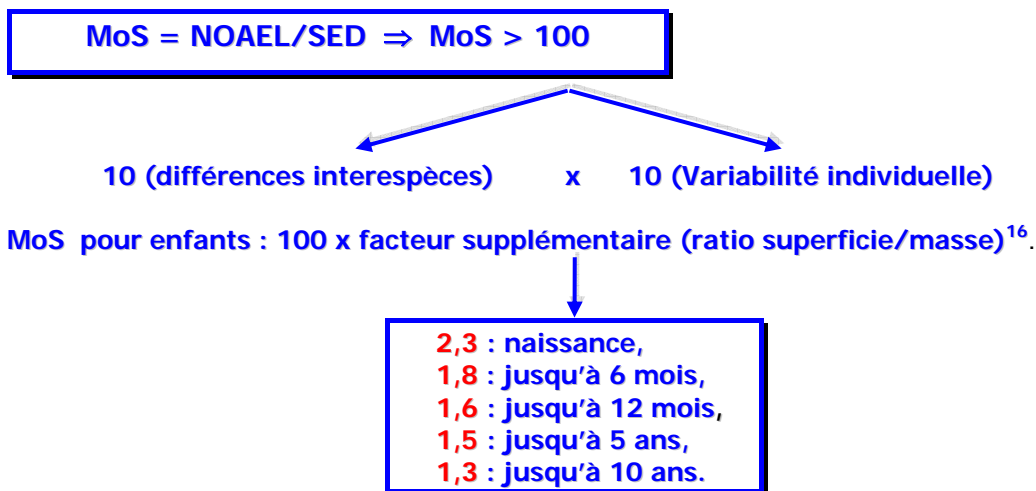 MoS = NOAEL/SED ⇒ MoS > 100
10 (différences interespèces) x 10 (Variabilité individuelle)
MoS pour enfants : 100 x facteur supplémentaire (ratio superficie/masse)¹⁶.
2,3 : naissance,
1,8 : jusqu’à 6 mois,
1,6 : jusqu’à 12 mois,
1,5 : jusqu’à 5 ans,
1,3 : jusqu’à 10 ans.